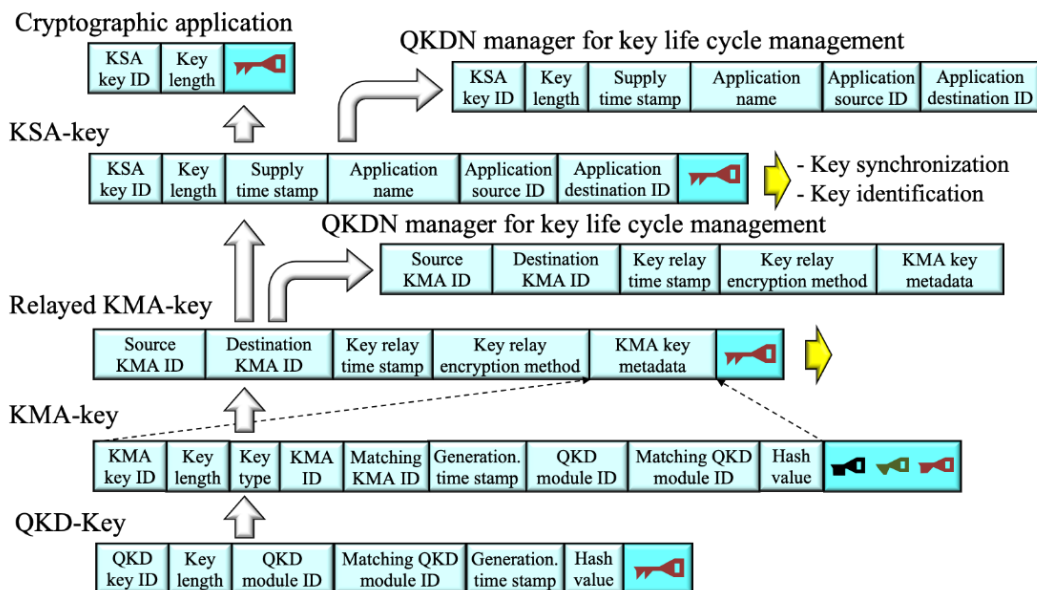 Cryptographic application
KSA
key ID
Key
length
QKDN manager for key life cycle management
KSA
key ID
Key
length
Supply
time stamp
Application
name
Application
source ID
Application
destination ID
KSA-key
KSA
key ID
Key
length
Supply
time stamp
Application
name
Application
source ID
Application
destination ID
- Key synchronization
- Key identification
QKDN manager for key life cycle management
Source
KMA ID
Destination
KMA ID
Key relay
time stamp
Key relay
encryption method
KMA key
metadata
Relayed KMA-key
Source
KMA ID
Destination
KMA ID
Key relay
time stamp
Key relay
encryption method
KMA key
metadata
KMA-key
KMA
key ID
Key
length
Key
type
KMA
ID
Matching
KMA ID
Generation.
time stamp
QKD
module ID
Matching QKD
module ID
Hash
value
QKD-Key
QKD
key ID
Key
length
QKD
module ID
Matching QKD
module ID
Generation.
time stamp
Hash
value